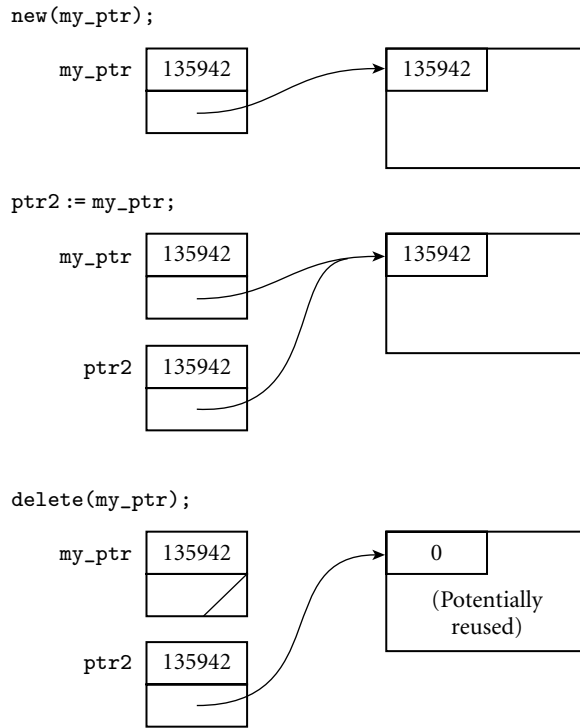 new(my_ptr);
my_ptr 135942 135942
ptr2 := my_ptr;
my_ptr 135942 135942
ptr2 135942
delete(my_ptr);
my_ptr 135942 0
(Potentially
reused)
ptr2 135942